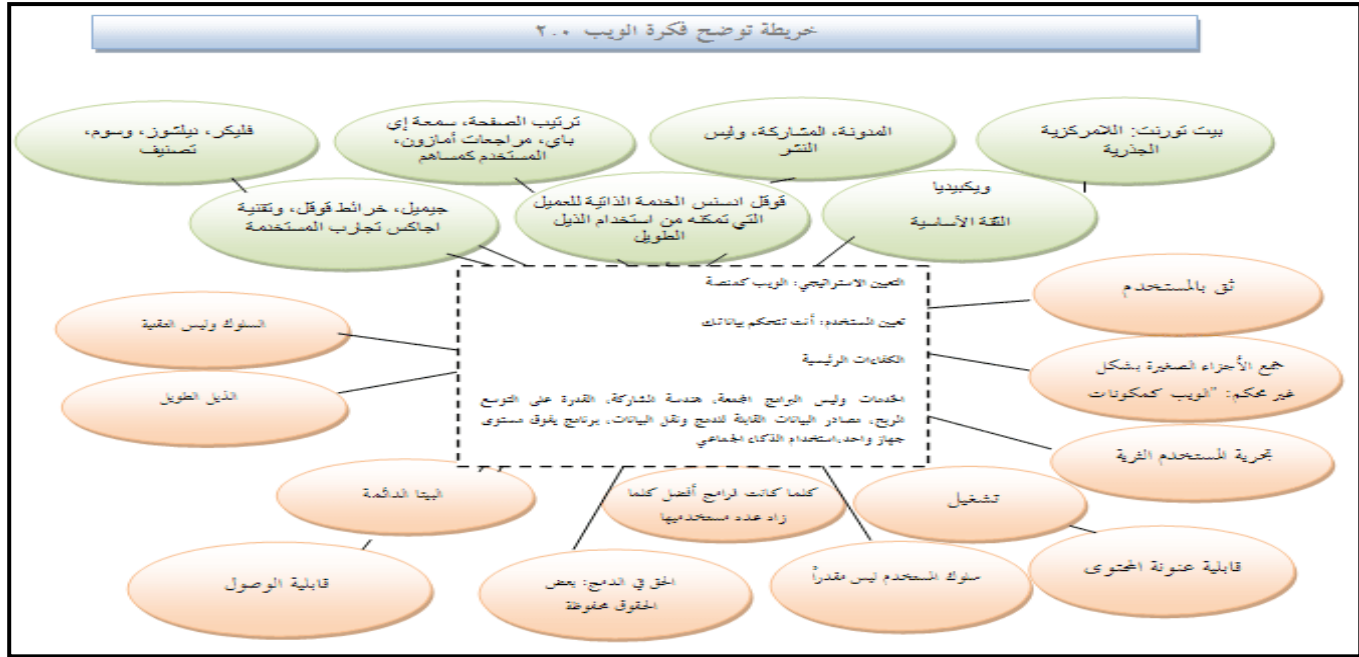 خريطة توضح فكرة الويب ٢.٠
بيت تورنت: اللامركزية
الجذرية
المدونة، المشاركة، وليس
النشر
ترتيب الصفحة، سمعة إي
باي، مراجعات أمازون،
المستخدم كمساهم
فليكر، ديلشوز، وسوم،
تصنيف
ويكيبيديا
الثقة الأساسية
قوقل ادسنس الخدمة الذاتية للعميل
التي تمكنه من استخدام الذيل
الطويل
جيميل، خرائط قوقل، وتقنية
اجاكس تجارب المستخدمة
التعيين الاستراتيجي: الويب كمنصة
تعيين المستخدم: أنت تتحكم بياناتك
الكفاءات الرئيسية
الخدمات وليس البرامج المجمعة، هندسة المشاركة، القدرة على التوسع
المربح، مصادر البيانات القابلة للدمج ونقل البيانات، برنامج يفوق مستوى
جهاز واحد،استخدام الذكاء الجماعي
ثق بالمستخدم
جمع الأجزاء الصغيرة بشكل
غير محكم: "الويب كمكونات
تجربة المستخدم الثرية
السلوك وليس التقنية
الذيل الطويل
البيتا الدائمة
كلما كانت البرامج أفضل كلما
زاد عدد مستخدميها
تشغيل
قابلية عنونة المحتوى
سلوك المستخدم ليس مقدراً
الحق في الدمج: بعض
الحقوق محفوظة
قابلية الوصول